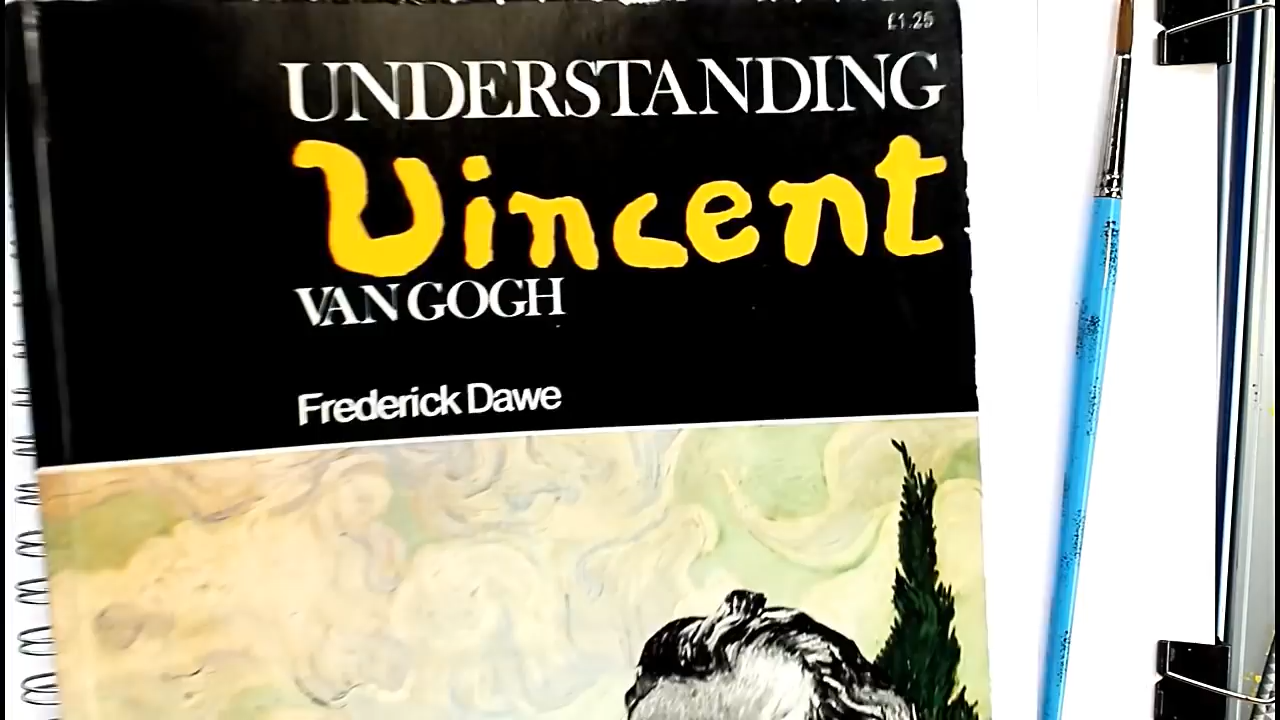 £1.25
UNDERSTANDING
Vincent
VAN GOGH
Frederick Dawe